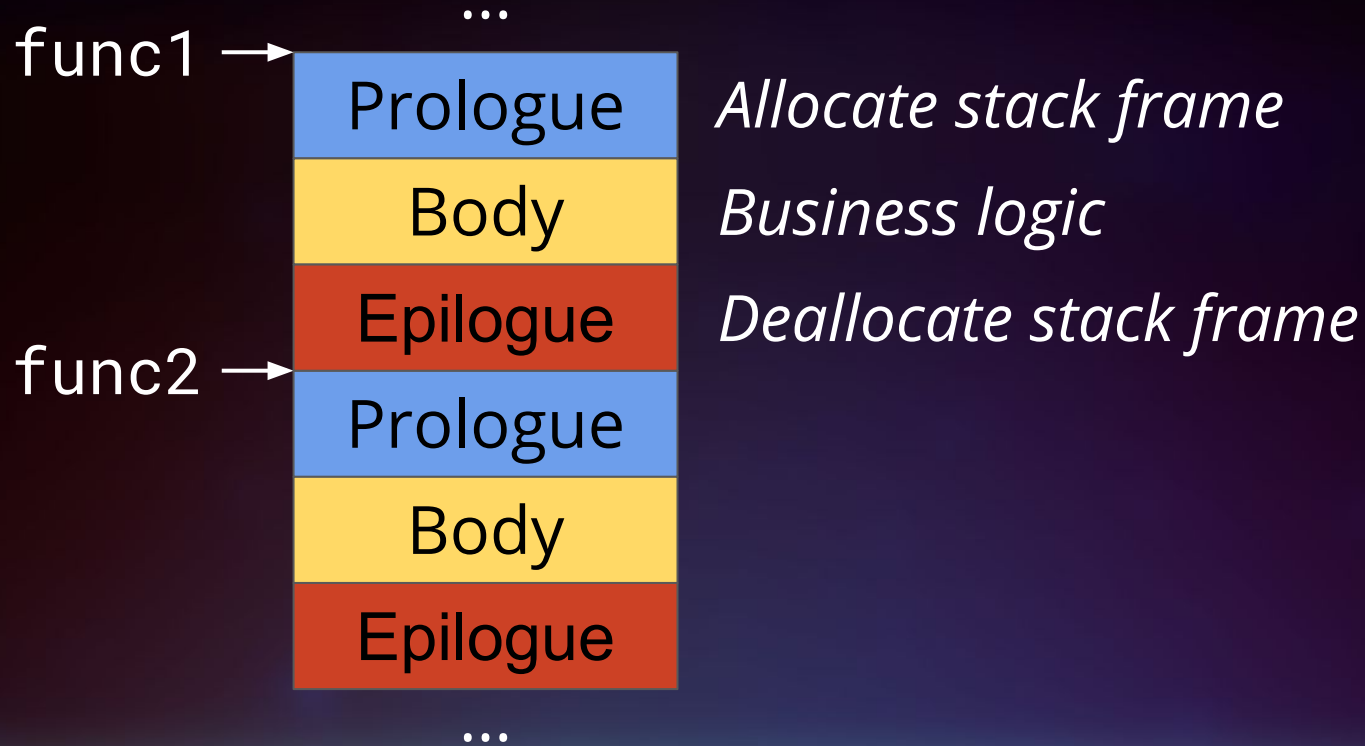 ...
func1
Prologue Allocate stack frame
Body Business logic
Epilogue Deallocate stack frame
func2
Prologue
Body
Epilogue
...